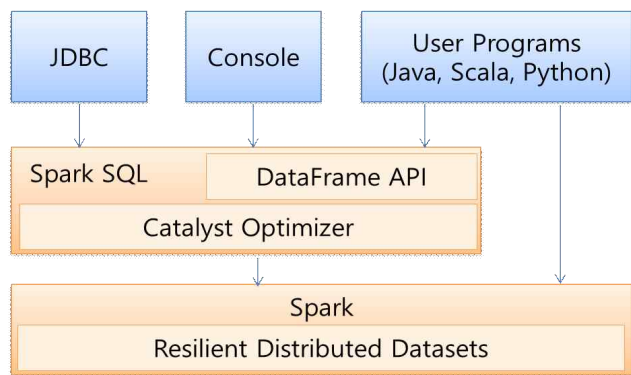 JDBC
Console
User Programs
(Java, Scala, Python)
Spark SQL
DataFrame API
Catalyst Optimizer
Spark
Resilient Distributed Datasets